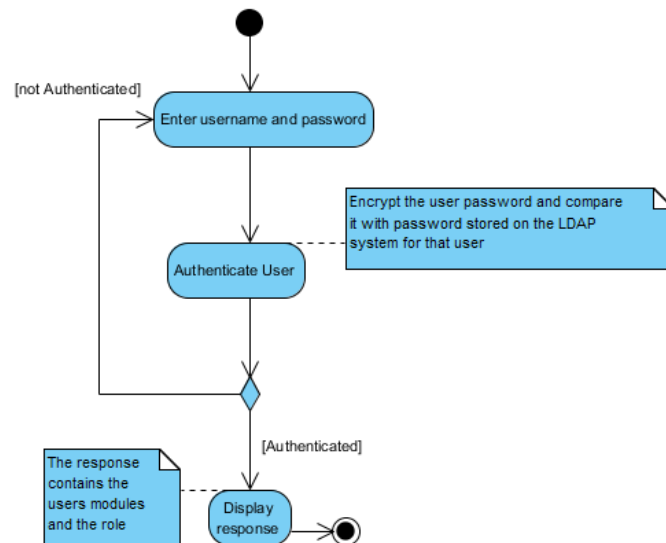 [not Authenticated]
Enter username and password
Encrypt the user password and compare
it with password stored on the LDAP
system for that user
Authenticate User
[Authenticated]
The response
contains the
users modules
and the role
Display
response